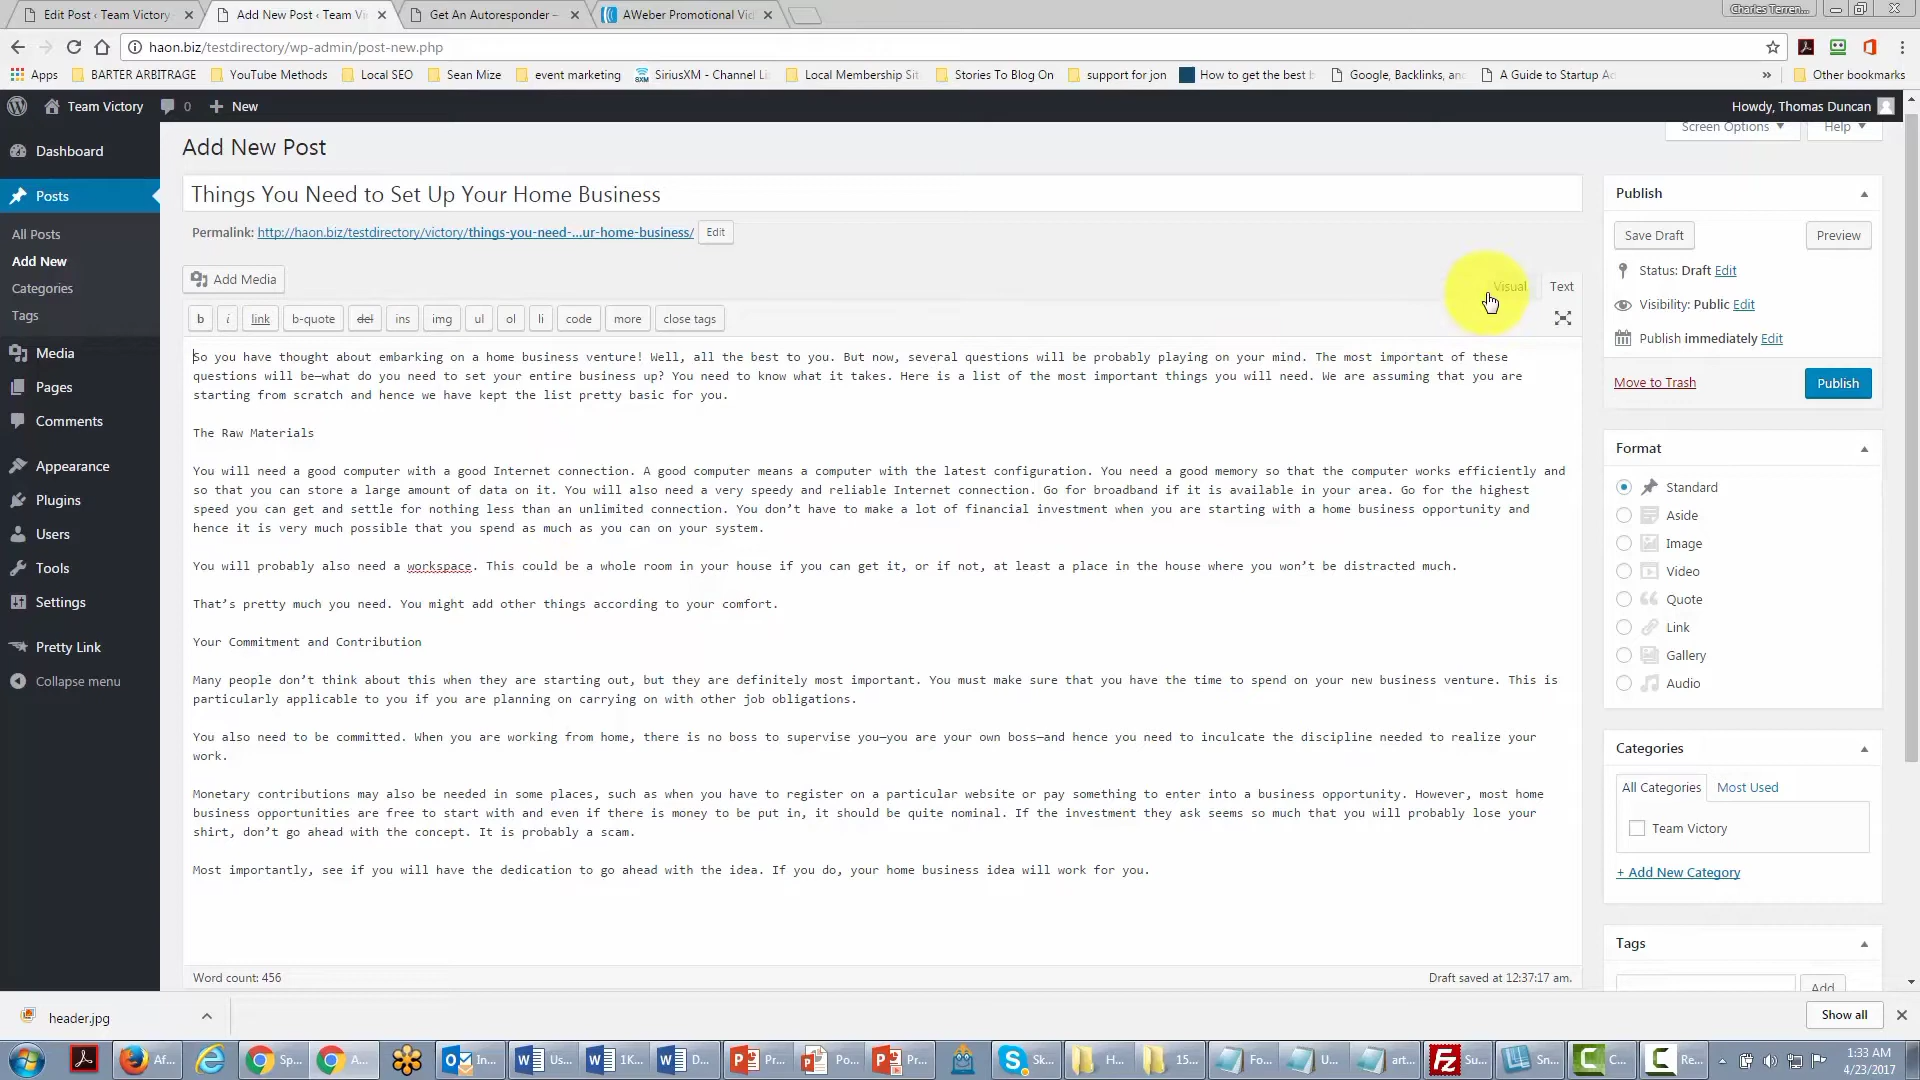 Edit Post ‹ Team Victory
Add New Post ‹ Team Vi
Get An Autoresponder –
AWeber Promotional Vid
Charles Terren...
haon.biz/testdirectory/wp-admin/post-new.php
Apps
BARTER ARBITRAGE
YouTube Methods
Local SEO
Sean Mize
event marketing
SiriusXM - Channel Li
Local Membership Sit
Stories To Blog On
support for jon
How to get the best b
Google, Backlinks, an
A Guide to Startup Ac
»
Other bookmarks
Team Victory
0
New
Howdy, Thomas Duncan
Dashboard
Posts
All Posts
Add New
Categories
Tags
Media
Pages
Comments
Appearance
Plugins
Users
Tools
Settings
Pretty Link
Collapse menu
Screen Options
Help
Add New Post
Things You Need to Set Up Your Home Business
Permalink: http://haon.biz/testdirectory/victory/things-you-need-...ur-home-business/ Edit
Add Media
Visual
Text
b
i
link
b-quote
del
ins
img
ul
ol
li
code
more
close tags
So you have thought about embarking on a home business venture! Well, all the best to you. But now, several questions will be probably playing on your mind. The most important of these
questions will be—what do you need to set your entire business up? You need to know what it takes. Here is a list of the most important things you will need. We are assuming that you are
starting from scratch and hence we have kept the list pretty basic for you.
The Raw Materials
You will need a good computer with a good Internet connection. A good computer means a computer with the latest configuration. You need a good memory so that the computer works efficiently and
so that you can store a large amount of data on it. You will also need a very speedy and reliable Internet connection. Go for broadband if it is available in your area. Go for the highest
speed you can get and settle for nothing less than an unlimited connection. You don’t have to make a lot of financial investment when you are starting with a home business opportunity and
hence it is very much possible that you spend as much as you can on your system.
You will probably also need a workspace. This could be a whole room in your house if you can get it, or if not, at least a place in the house where you won’t be distracted much.
That’s pretty much you need. You might add other things according to your comfort.
Your Commitment and Contribution
Many people don’t think about this when they are starting out, but they are definitely most important. You must make sure that you have the time to spend on your new business venture. This is
particularly applicable to you if you are planning on carrying on with other job obligations.
You also need to be committed. When you are working from home, there is no boss to supervise you—you are your own boss—and hence you need to inculcate the discipline needed to realize your
work.
Monetary contributions may also be needed in some places, such as when you have to register on a particular website or pay something to enter into a business opportunity. However, most home
business opportunities are free to start with and even if there is money to be put in, it should be quite nominal. If the investment they ask seems so much that you will probably lose your
shirt, don’t go ahead with the concept. It is probably a scam.
Most importantly, see if you will have the dedication to go ahead with the idea. If you do, your home business idea will work for you.
Word count: 456
Draft saved at 12:37:17 am.
Publish
Save Draft
Preview
Status: Draft Edit
Visibility: Public Edit
Publish immediately Edit
Move to Trash
Publish
Format
Standard
Aside
Image
Video
Quote
Link
Gallery
Audio
Categories
All Categories
Most Used
Team Victory
+ Add New Category
Tags
Add
header.jpg
Show all
Af...
Sp...
A...
In...
Us...
1K...
D...
Pr...
Po...
Pr...
Sk...
H...
15...
Fo...
U...
art...
Su...
Sn...
C...
Re...
1:33 AM
4/23/2017